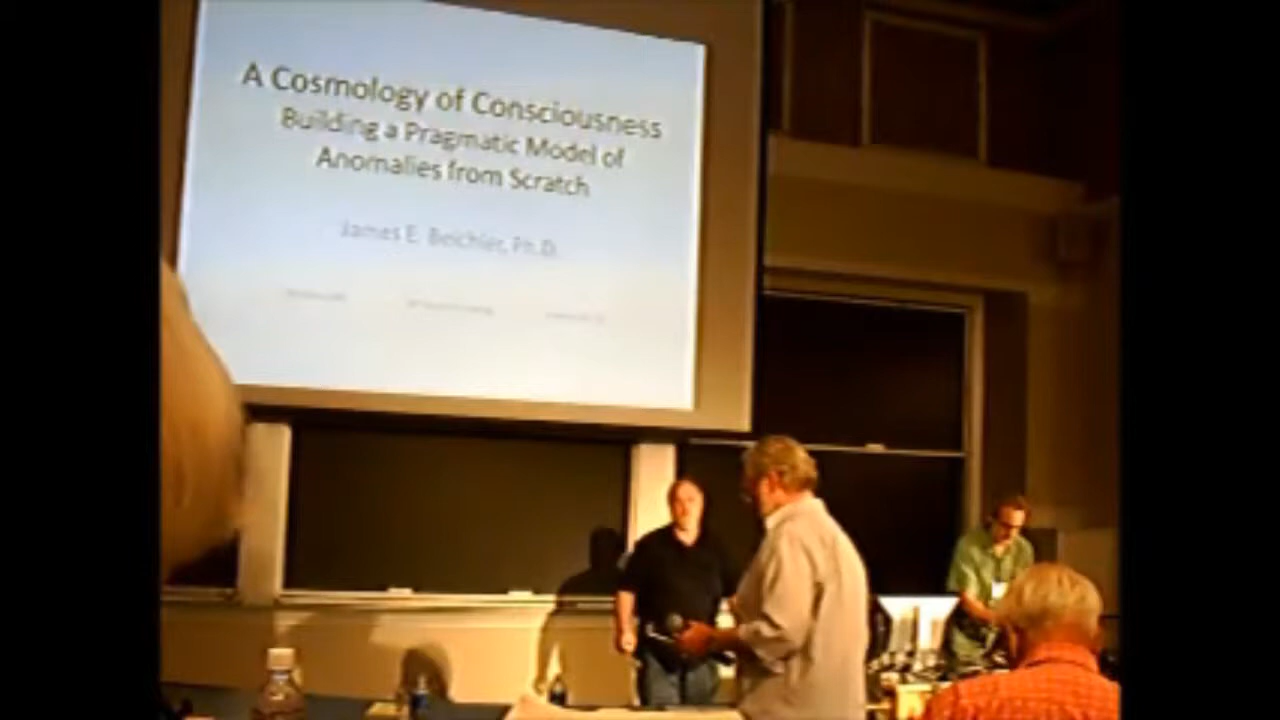 A Cosmology of Consciousness
Building a Pragmatic Model of
Anomalies from Scratch
James E. Beichler, Ph.D.